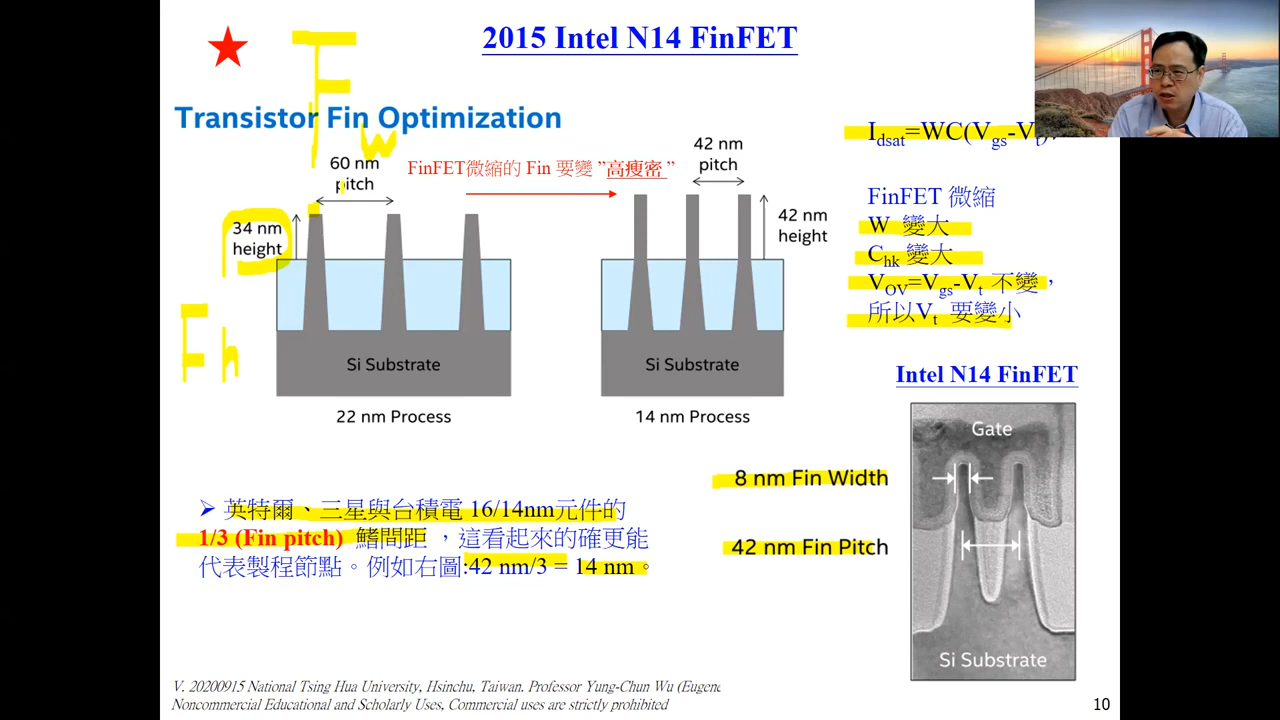 2015 Intel N14 FinFET
Fw
Transistor Fin Optimization
60 nm
pitch
FinFET微縮的 Fin 要變 ”高瘦密 ”
42 nm
pitch
34 nm
height
42 nm
height
Fh
Si Substrate
Si Substrate
22 nm Process
14 nm Process
Idsat=WC(Vgs-Vt),
FinFET 微縮
W 變大
Chk 變大
VOV=Vgs-Vt 不變，
所以Vt 要變小
Intel N14 FinFET
Gate
8 nm Fin Width
42 nm Fin Pitch
Si Substrate
➢ 英特爾、三星與台積電 16/14nm元件的
1/3 (Fin pitch) 鰭間距 ，這看起來的確更能
代表製程節點。例如右圖:42 nm/3 = 14 nm。
V. 20200915 National Tsing Hua University, Hsinchu, Taiwan. Professor Yung-Chun Wu (Eugene
Noncommercial Educational and Scholarly Uses, Commercial uses are strictly prohibited
10